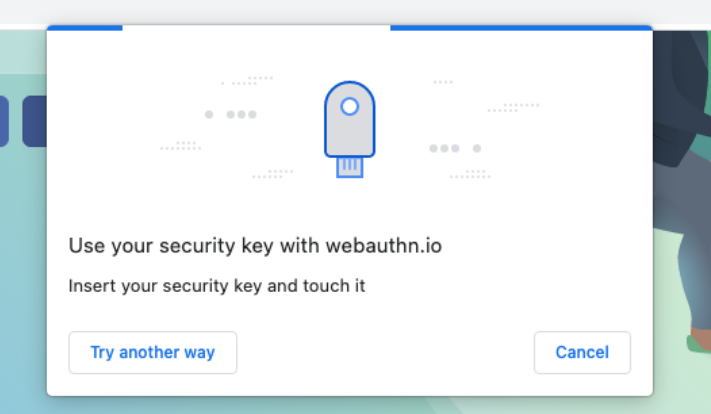 Use your security key with webauthn.io
Insert your security key and touch it
Try another way
Cancel